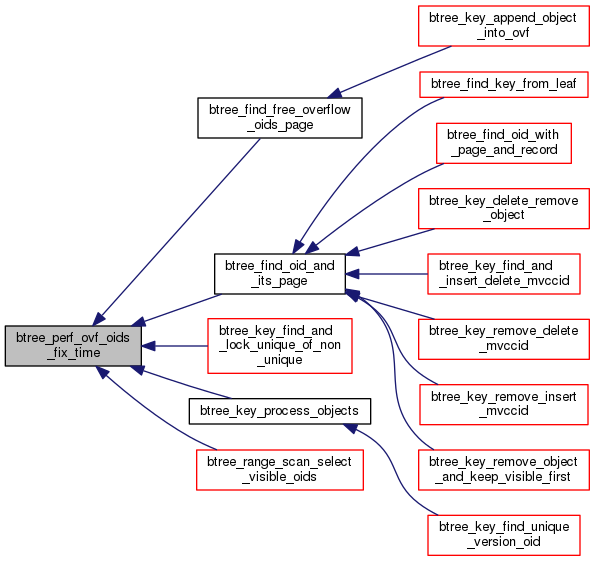 btree_key_append_object
_into_ovf
btree_find_key_from_leaf
btree_find_free_overflow
_oids_page
btree_find_oid_with
_page_and_record
btree_key_delete_remove
_object
btree_find_oid_and
_its_page
btree_key_find_and
_insert_delete_mvccid
btree_perf_ovf_oids
_fix_time
btree_key_find_and
_lock_unique_of_non
_unique
btree_key_remove_delete
_mvccid
btree_key_process_objects
btree_key_remove_insert
_mvccid
btree_range_scan_select
_visible_oids
btree_key_remove_object
_and_keep_visible_first
btree_key_find_unique
_version_oid